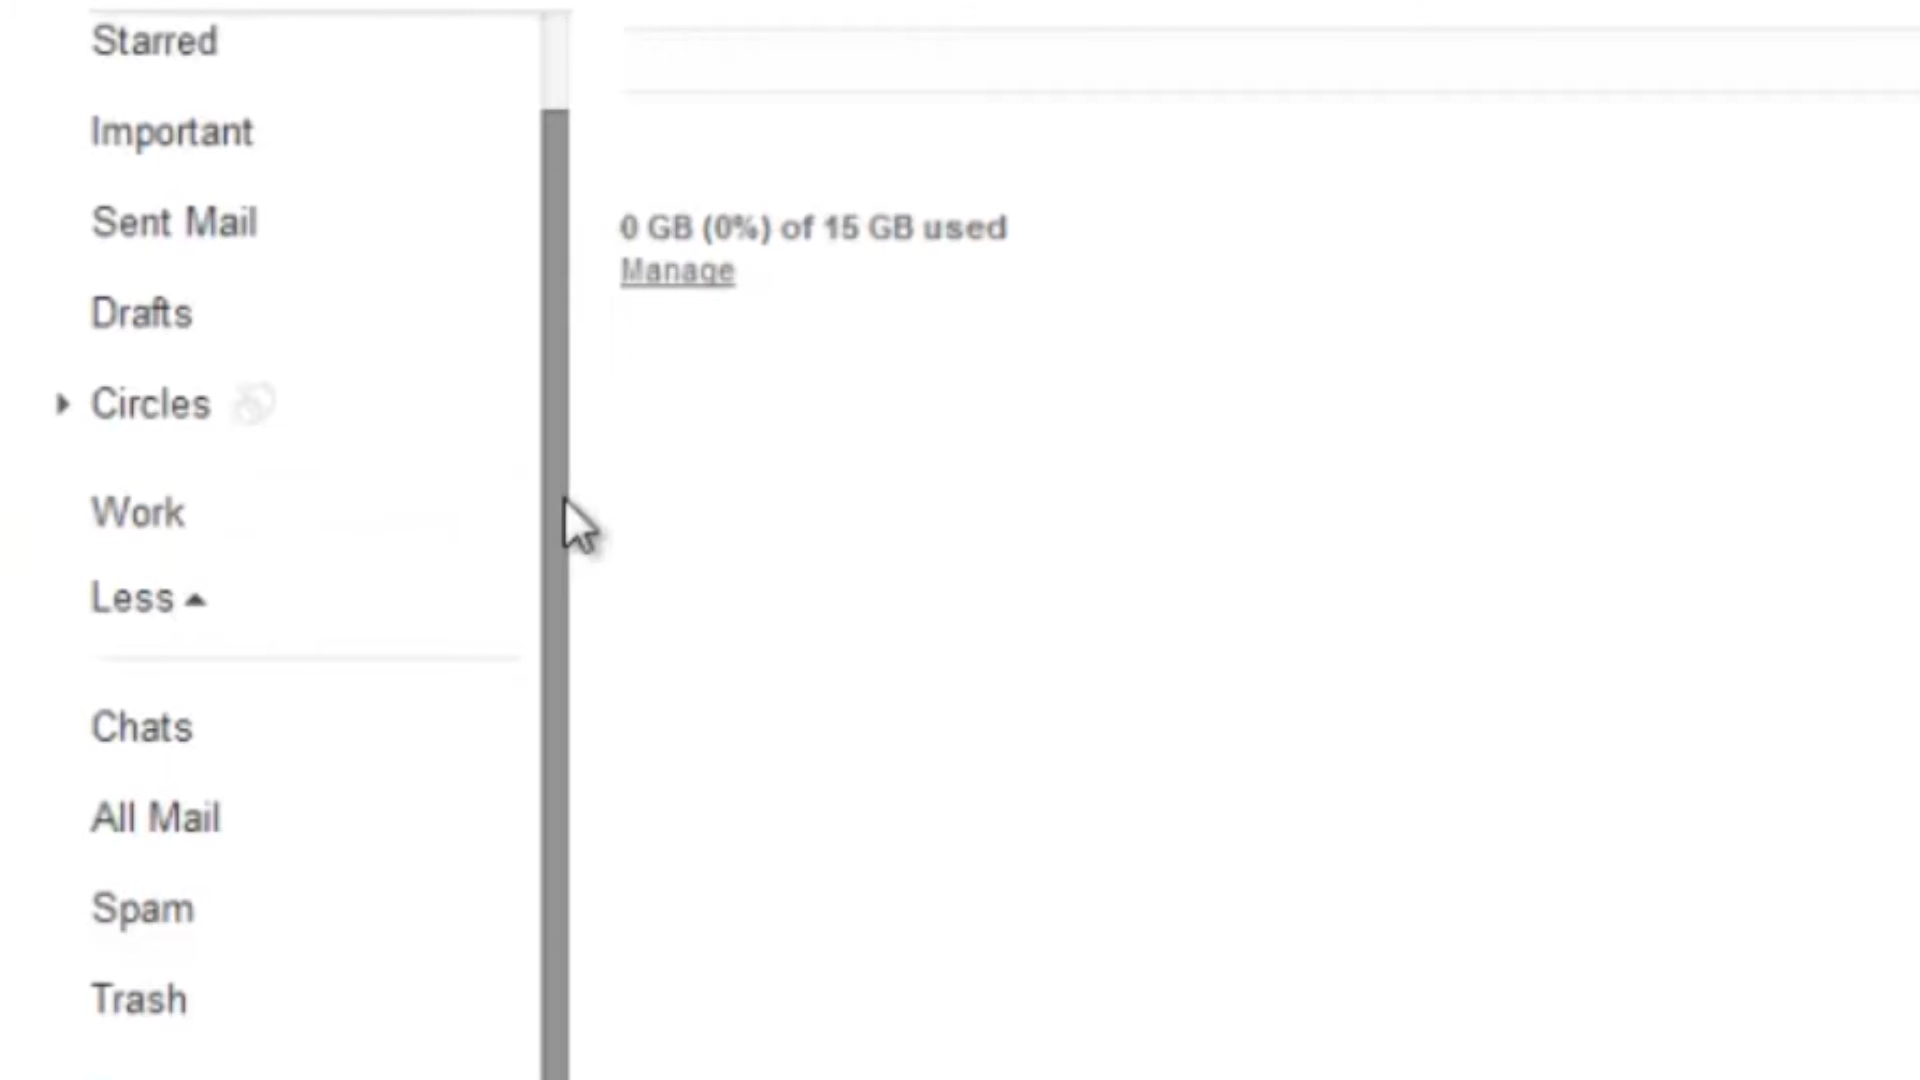 Starred
Important
Sent Mail
Drafts
Circles
Work
Less
Chats
All Mail
Spam
Trash
0 GB (0%) of 15 GB used
Manage